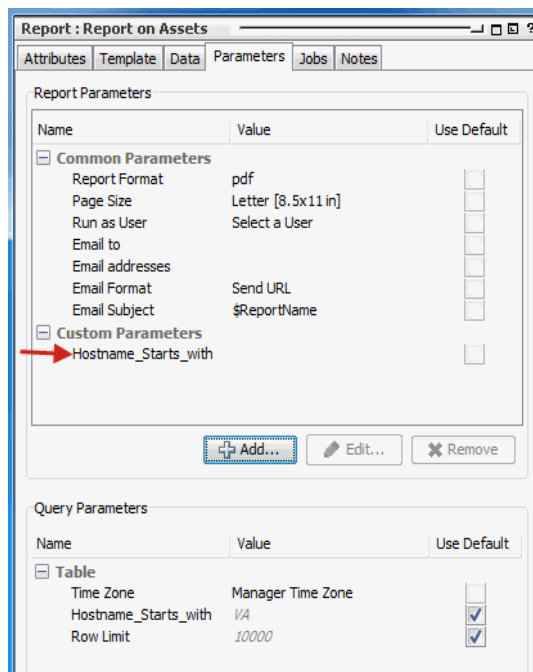 Report : Report on Assets
Attributes Template Data Parameters Jobs Notes
Report Parameters
Name Value Use Default
Common Parameters
Report Format pdf
Page Size Letter [8.5x11 in]
Run as User Select a User
Email to
Email addresses
Email Format Send URL
Email Subject $ReportName
Custom Parameters
Hostname_Starts_with
Add... Edit... Remove
Query Parameters
Name Value Use Default
Table
Time Zone Manager Time Zone
Hostname_Starts_with VA
Row Limit 10000